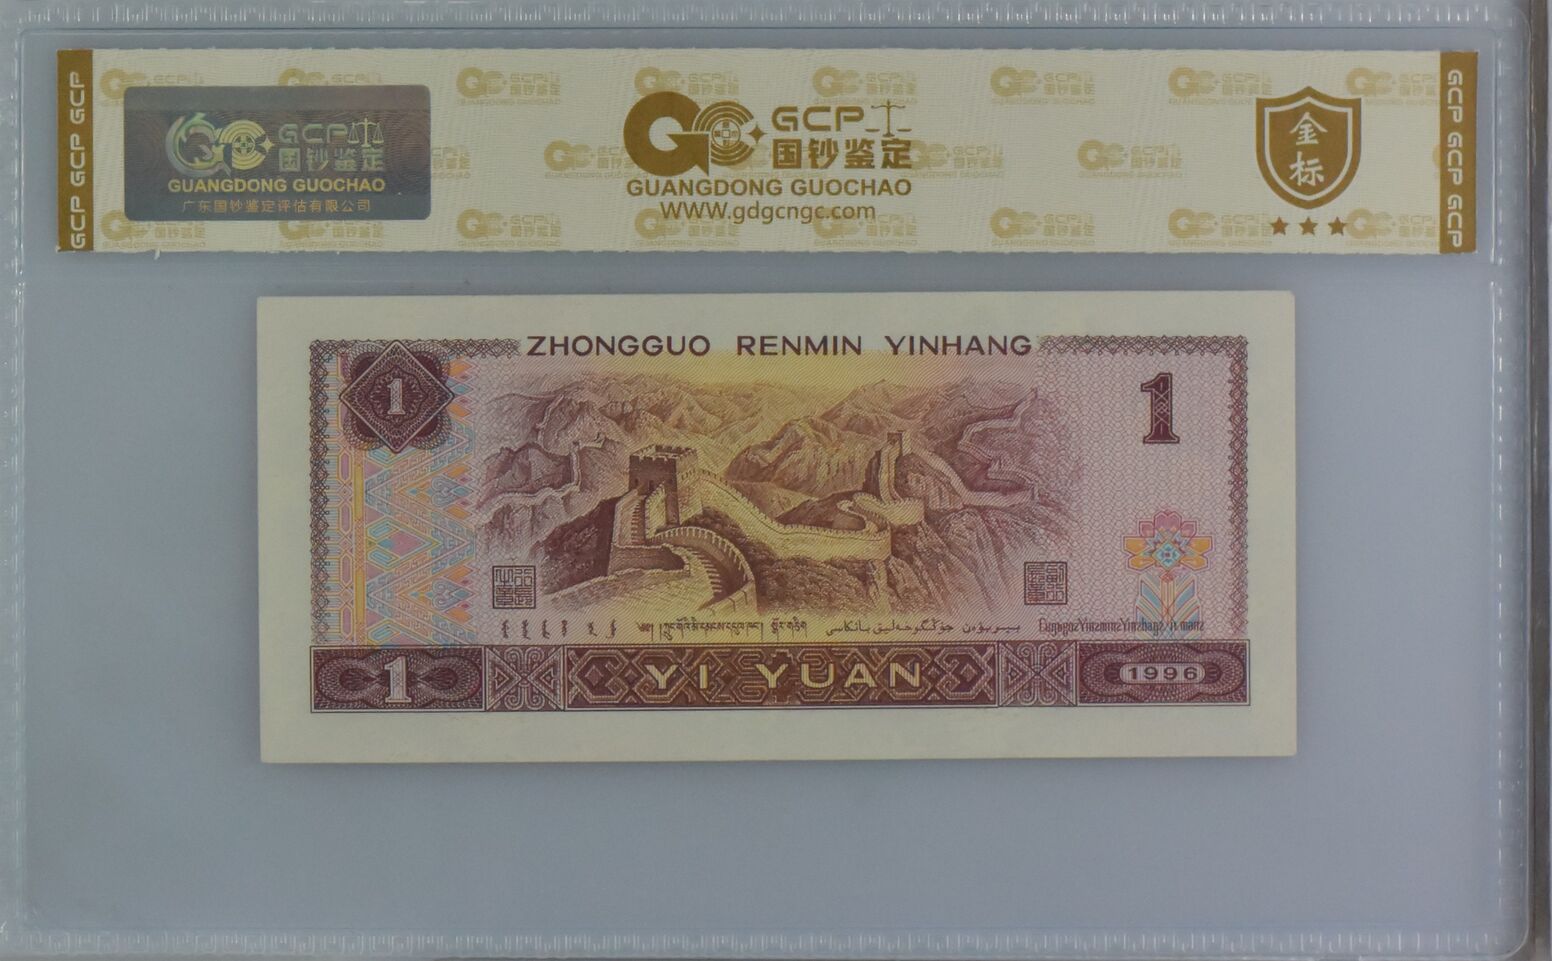 GCP GCP GCP
GCP
国钞鉴定
GUANGDONG GUOCHAO
广东国钞鉴定评估有限公司
GCP
国钞鉴定
GUANGDONG GUOCHAO
WWW.gdgcngc.com
金
标
GCP GCP GCP
ZHONGGUO RENMIN YINHANG
1
1
1
YI YUAN
1996